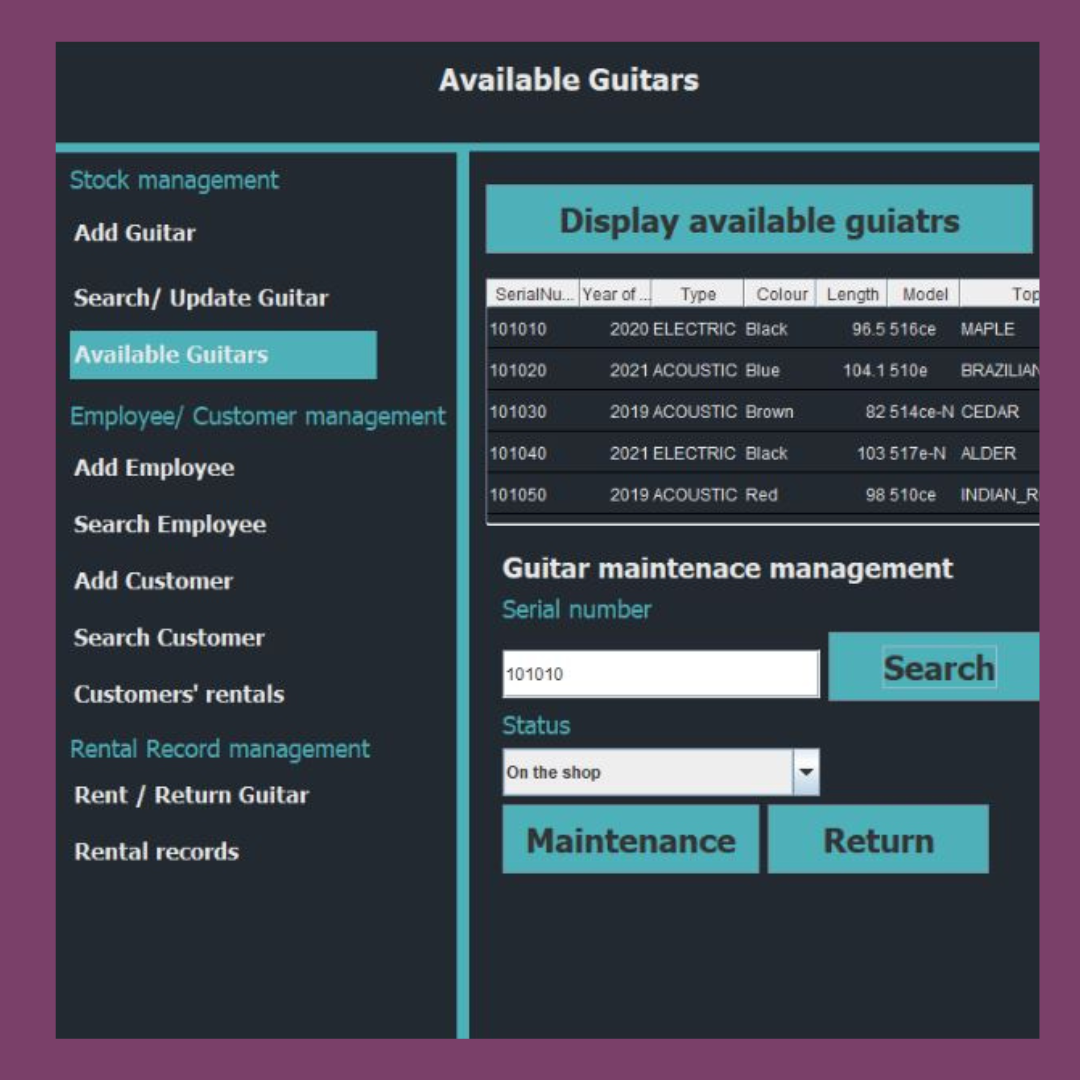 Available Guitars
Stock management
Add Guitar
Search/ Update Guitar
Available Guitars
Employee/ Customer management
Add Employee
Search Employee
Add Customer
Search Customer
Customers' rentals
Rental Record management
Rent / Return Guitar
Rental records
Display available guiatrs
SerialNu... Year of ... Type Colour Length Model Top
101010 2020 ELECTRIC Black 96.5 516ce MAPLE
101020 2021 ACOUSTIC Blue 104.1 510e BRAZILIAN
101030 2019 ACOUSTIC Brown 82 514ce-N CEDAR
101040 2021 ELECTRIC Black 103 517e-N ALDER
101050 2019 ACOUSTIC Red 98 510ce INDIAN_R
Guitar maintenace management
Serial number
101010
Search
Status
On the shop
Maintenance Return